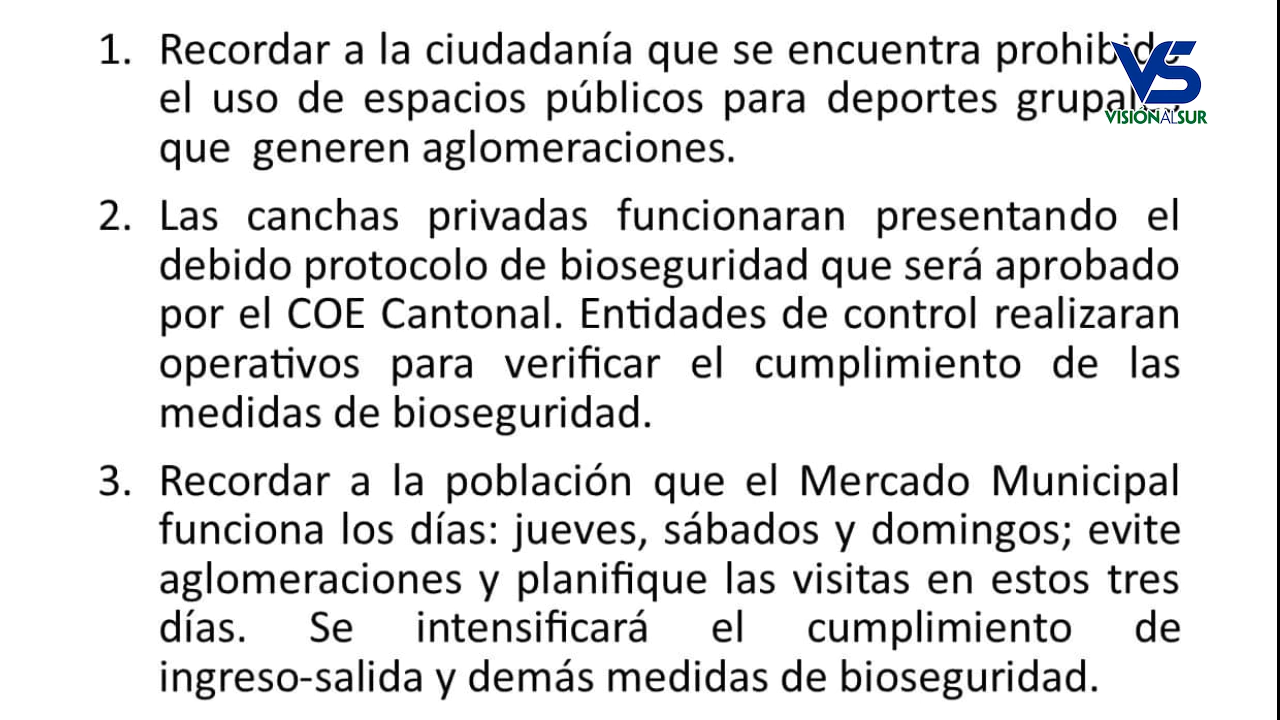 1. Recordar a la ciudadanía que se encuentra prohibido
el uso de espacios públicos para deportes grupales,
que generen aglomeraciones.
2. Las canchas privadas funcionaran presentando el
debido protocolo de bioseguridad que será aprobado
por el COE Cantonal. Entidades de control realizaran
operativos para verificar el cumplimiento de las
medidas de bioseguridad.
3. Recordar a la población que el Mercado Municipal
funciona los días: jueves, sábados y domingos; evite
aglomeraciones y planifique las visitas en estos tres
días. Se intensificará el cumplimiento de
ingreso-salida y demás medidas de bioseguridad.
VS
VISIÓNALSUR